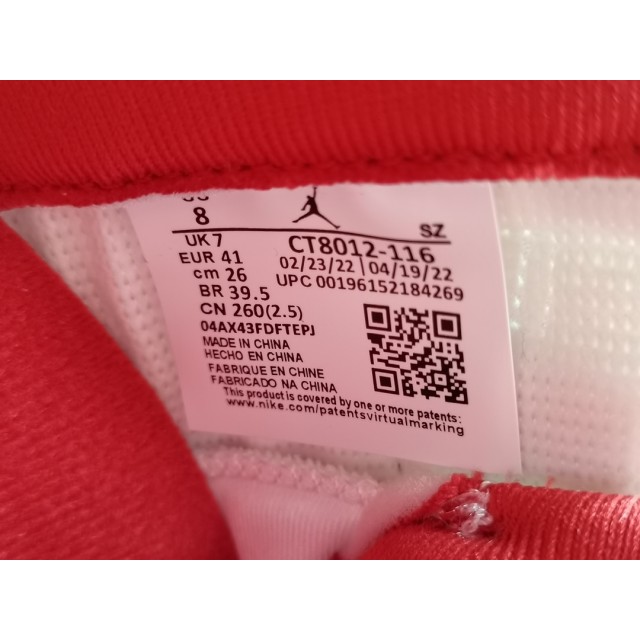 8
UK 7
EUR 41
cm 26
BR 39.5
CN 260(2.5)
04AX43FDFTEPJ
MADE IN CHINA
HECHO EN CHINA
FABRIQUE EN CHINE
FABRICADO NA CHINA
SZ
CT8012-116
02/23/22 | 04/19/22
UPC 00196152184269
This product is covered by one or more patents:
www.nike.com/patentsvirtualmarking